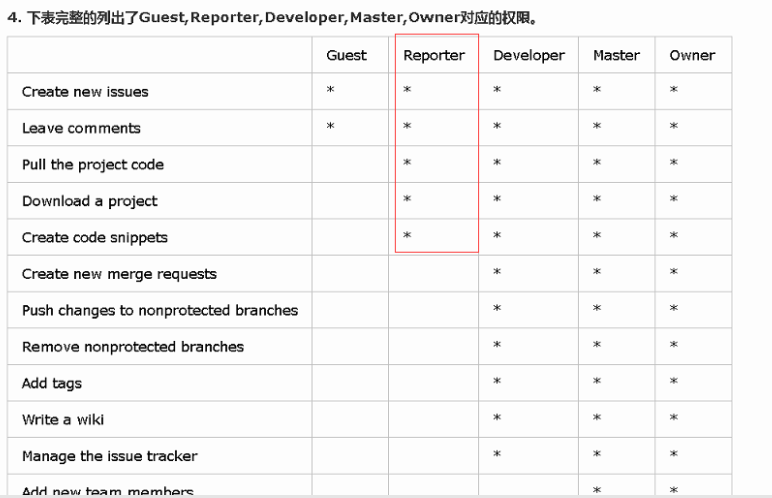 4. 下表完整的列出了Guest,Reporter,Developer,Master,Owner对应的权限。
Guest Reporter Developer Master Owner
Create new issues * * * * *
Leave comments * * * * *
Pull the project code * * * *
Download a project * * * *
Create code snippets * * * *
Create new merge requests * * *
Push changes to nonprotected branches * * *
Remove nonprotected branches * * *
Add tags * * *
Write a wiki * * *
Manage the issue tracker * * *
Add new team members * *